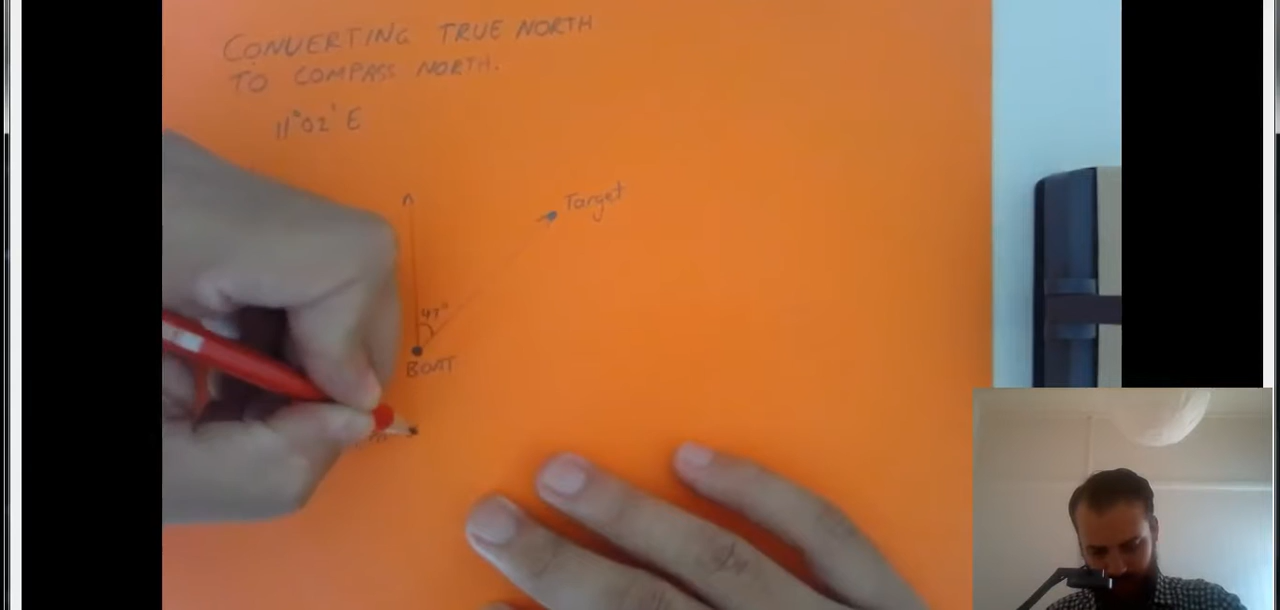 CONVERTING TRUE NORTH
TO COMPASS NORTH.
11°02' E
n
Target
47°
BOAT